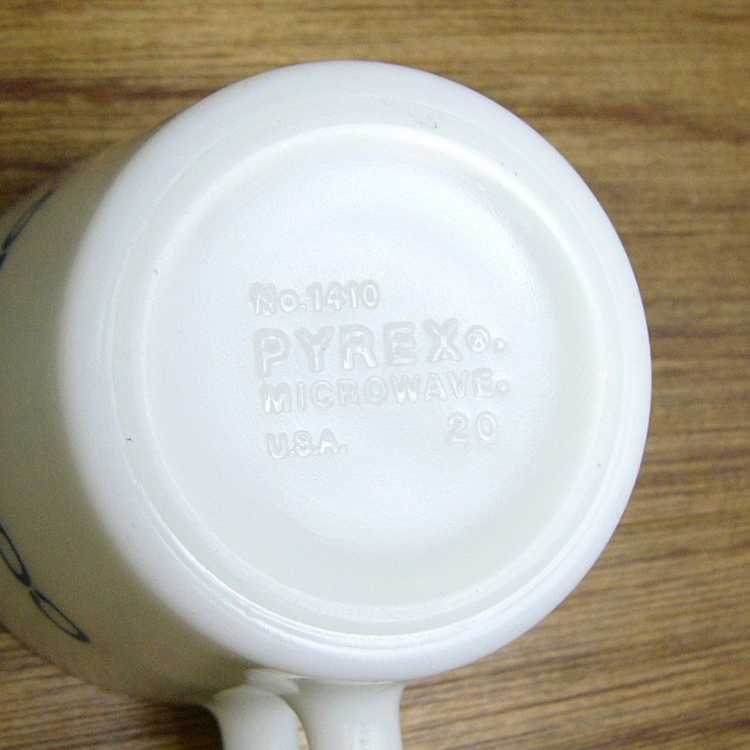 No. 1410
PYREX ®.
MICROWAVE.
U.S.A. 20